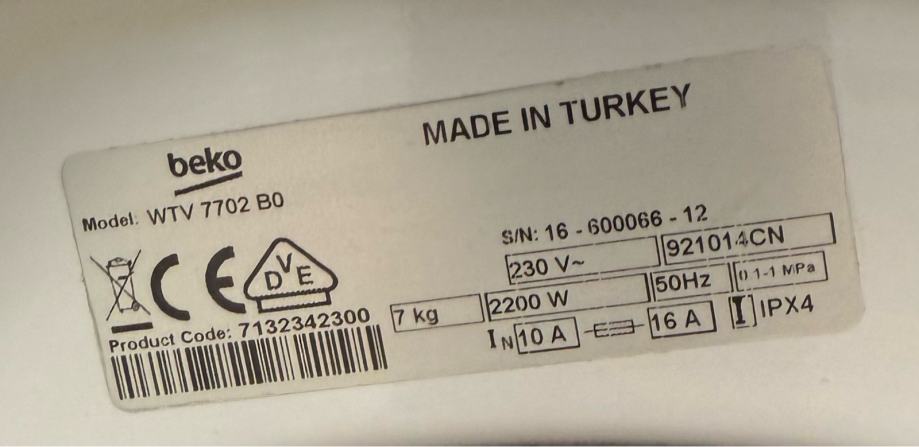 MADE IN TURKEY
beko
Model: WTV 7702 B0
S/N: 16 - 600066 - 12
230 V~ 921014CN
7 kg 2200 W 50Hz 0.1-1 MPa
IN 10 A 16 A I IPX4
CE DVE
Product Code: 7132342300